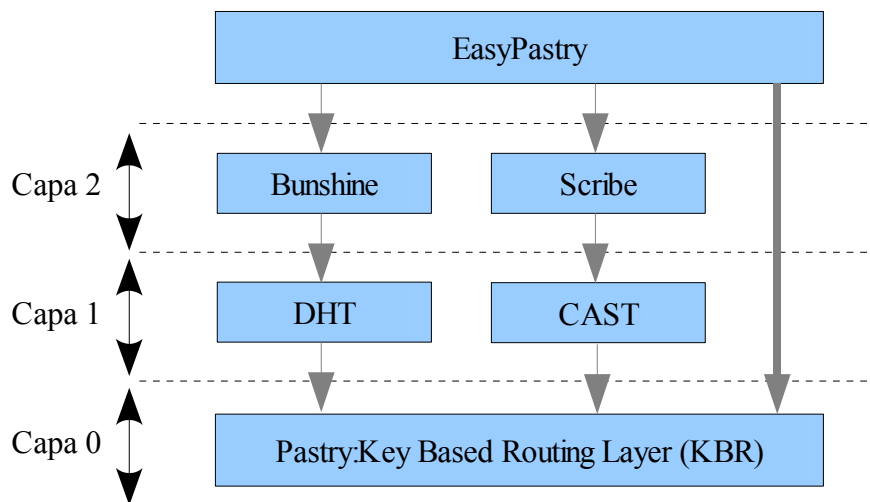 EasyPastry
Capa 2
Bunshine
Scribe
Capa 1
DHT
CAST
Capa 0
Pastry:Key Based Routing Layer (KBR)